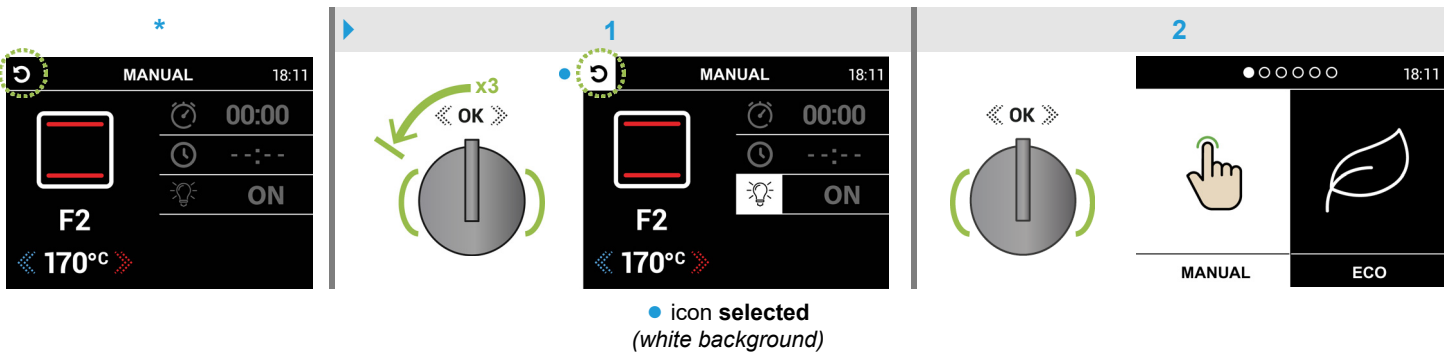 *
MANUAL 18:11
00:00
--:--
ON
F2
170°C
1
x3
OK
MANUAL 18:11
00:00
--:--
ON
F2
170°C
icon selected
(white background)
2
OK
18:11
MANUAL
ECO